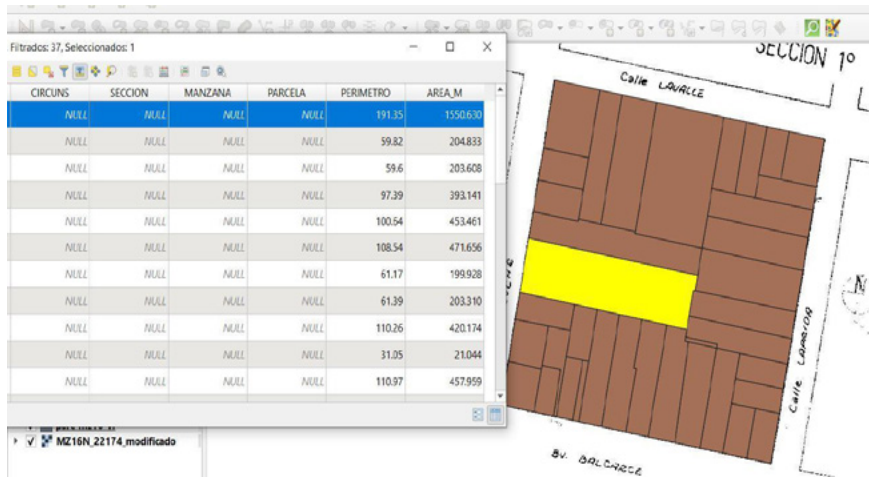 Filtrados: 37, Seleccionados: 1
CIRCUNS SECCION MANZANA PARCELA PERIMETRO AREA_M
NULL NULL NULL NULL 191.35 1550.630
NULL NULL NULL NULL 59.82 204.833
NULL NULL NULL NULL 59.6 203.608
NULL NULL NULL NULL 97.39 393.141
NULL NULL NULL NULL 100.64 453.461
NULL NULL NULL NULL 108.54 471.656
NULL NULL NULL NULL 61.17 199.928
NULL NULL NULL NULL 61.39 203.310
NULL NULL NULL NULL 110.26 420.174
NULL NULL NULL NULL 31.05 21.044
NULL NULL NULL NULL 110.97 457.959
MZ16N_22174_modificado
SECCION 1º
Calle LAVALLE
Calle LAPRIDA
N
BV. BALCARCE